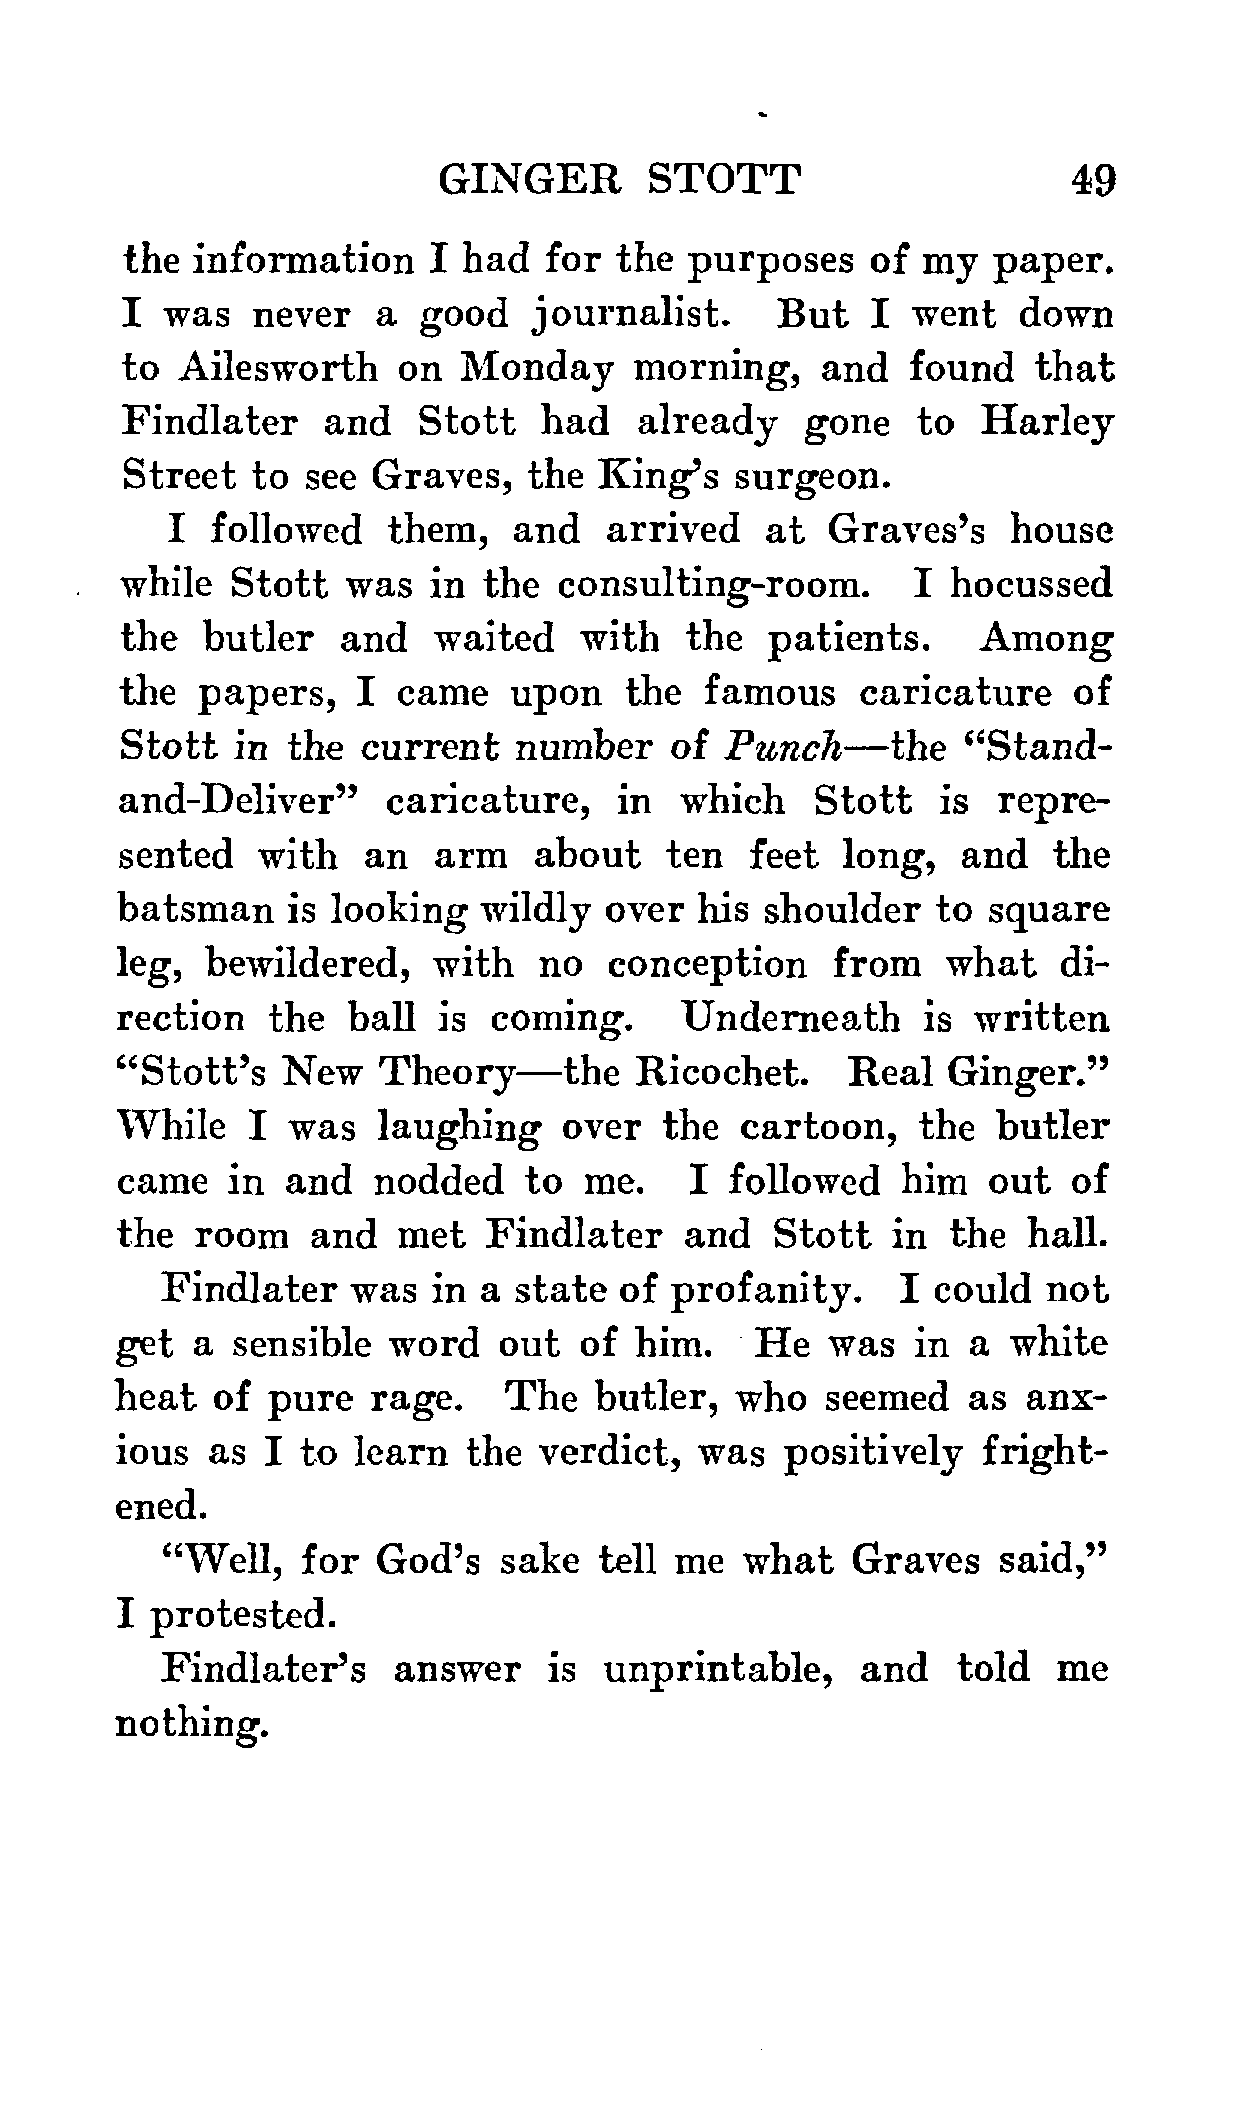 GINGER STOTT 49
the information I had for the purposes of my paper.
I was never a good journalist. But I went down
to Ailesworth on Monday morning, and found that
Findlater and Stott had already gone to Harley
Street to see Graves, the King's surgeon.
I followed them, and arrived at Graves's house
while Stott was in the consulting-room. I hocussed
the butler and waited with the patients. Among
the papers, I came upon the famous caricature of
Stott in the current number of Punch—the “Stand-
and-Deliver” caricature, in which Stott is repre-
sented with an arm about ten feet long, and the
batsman is looking wildly over his shoulder to square
leg, bewildered, with no conception from what di-
rection the ball is coming. Underneath is written
“Stott's New Theory—the Ricochet. Real Ginger.”
While I was laughing over the cartoon, the butler
came in and nodded to me. I followed him out of
the room and met Findlater and Stott in the hall.
Findlater was in a state of profanity. I could not
get a sensible word out of him. He was in a white
heat of pure rage. The butler, who seemed as anx-
ious as I to learn the verdict, was positively fright-
ened.
“Well, for God's sake tell me what Graves said,”
I protested.
Findlater's answer is unprintable, and told me
nothing.